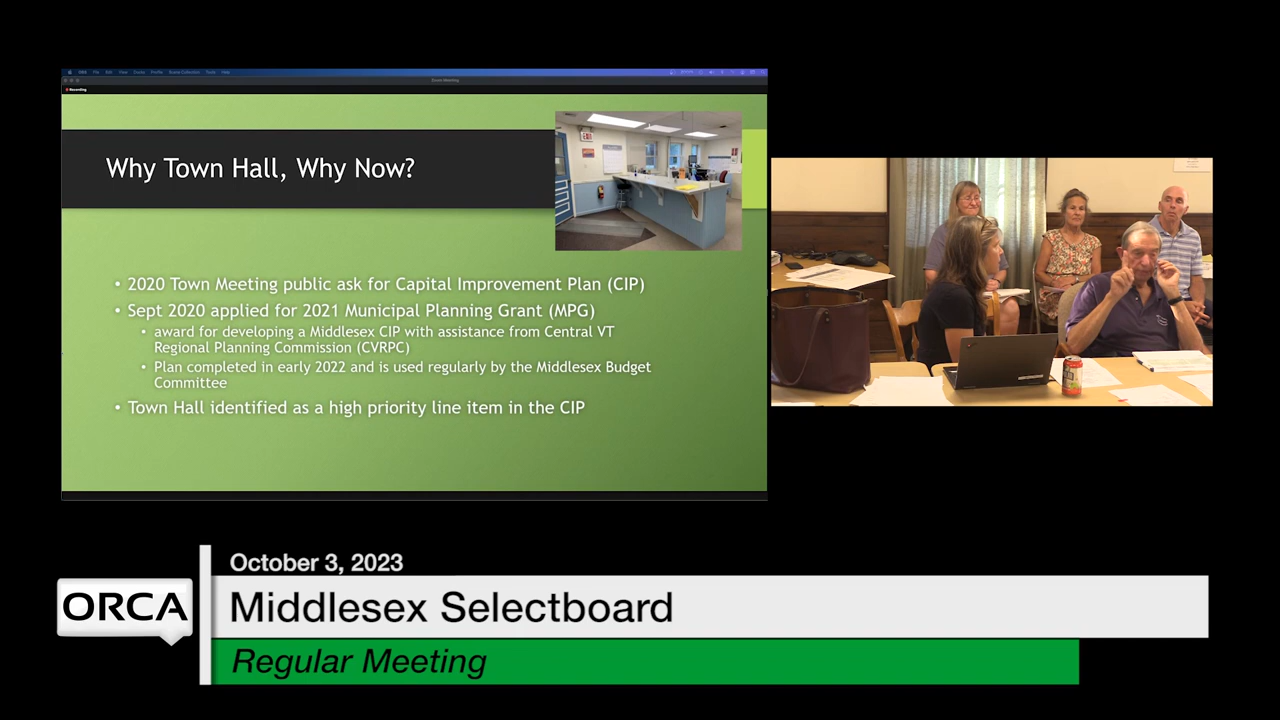 Recording
Why Town Hall, Why Now?
• 2020 Town Meeting public ask for Capital Improvement Plan (CIP)
• Sept 2020 applied for 2021 Municipal Planning Grant (MPG)
• award for developing a Middlesex CIP with assistance from Central VT
Regional Planning Commission (CVRPC)
• Plan completed in early 2022 and is used regularly by the Middlesex Budget
Committee
• Town Hall identified as a high priority line item in the CIP
October 3, 2023
ORCA
Middlesex Selectboard
Regular Meeting